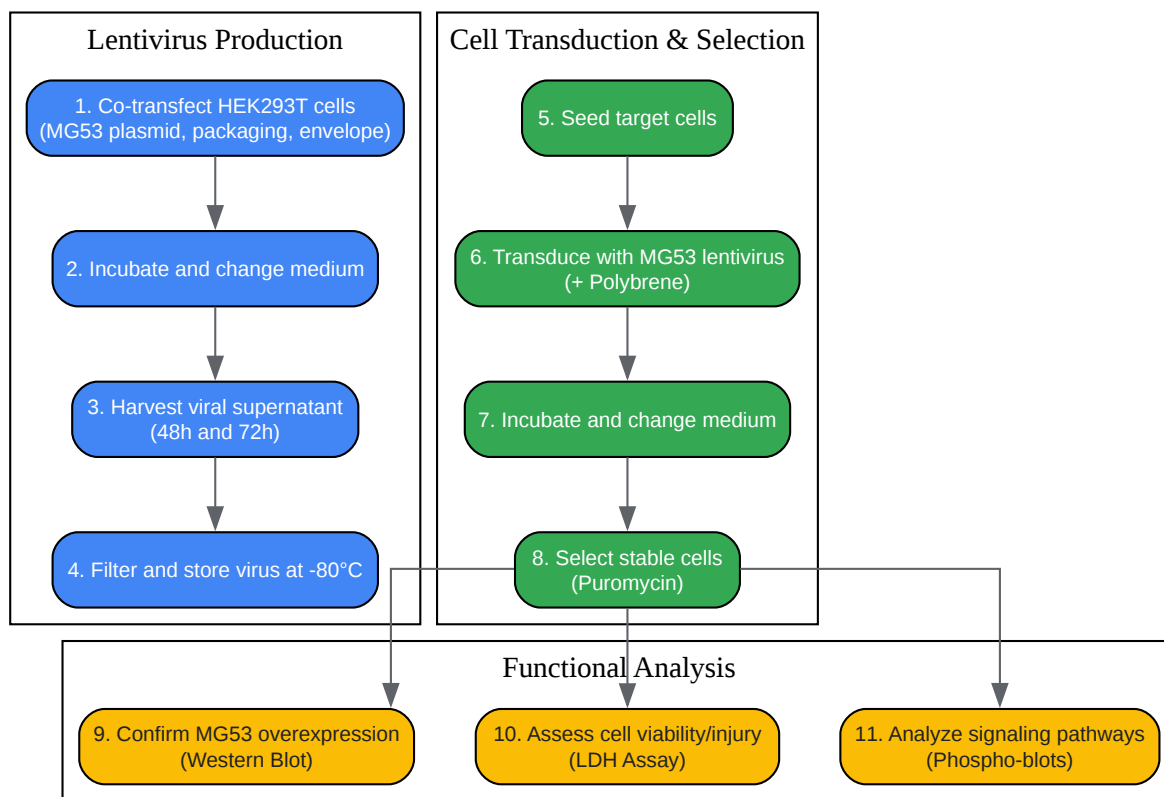 Lentivirus Production
1. Co-transfect HEK293T cells
(MG53 plasmid, packaging, envelope)
2. Incubate and change medium
3. Harvest viral supernatant
(48h and 72h)
4. Filter and store virus at -80°C
Cell Transduction & Selection
5. Seed target cells
6. Transduce with MG53 lentivirus
(+ Polybrene)
7. Incubate and change medium
8. Select stable cells
(Puromycin)
Functional Analysis
9. Confirm MG53 overexpression
(Western Blot)
10. Assess cell viability/injury
(LDH Assay)
11. Analyze signaling pathways
(Phospho-blots)